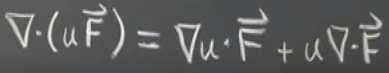 ∇·(uF⃗) = ∇u·F⃗ + u∇·F⃗